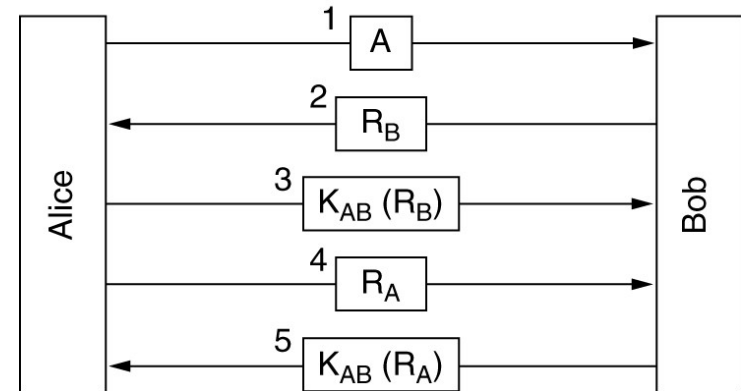 Alice
Bob
1
A
2
R_B
3
K_AB (R_B)
4
R_A
5
K_AB (R_A)